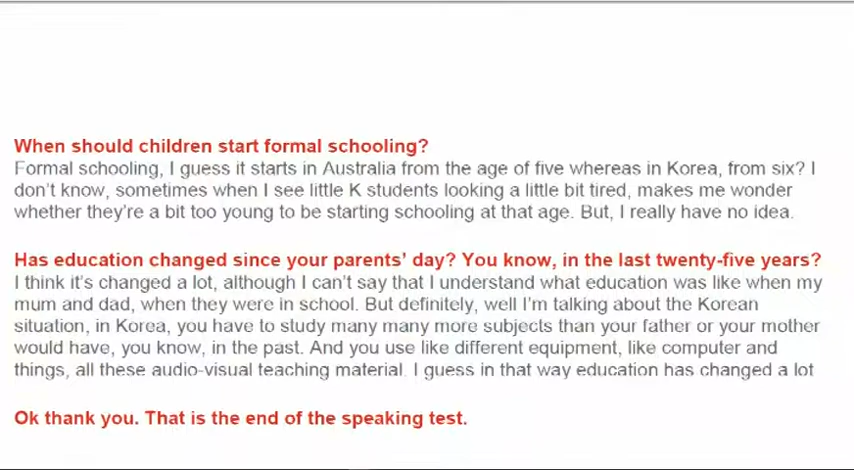 When should children start formal schooling?
Formal schooling, I guess it starts in Australia from the age of five whereas in Korea, from six? I
don't know, sometimes when I see little K students looking a little bit tired, makes me wonder
whether they're a bit too young to be starting schooling at that age. But, I really have no idea.
Has education changed since your parents' day? You know, in the last twenty-five years?
I think it's changed a lot, although I can't say that I understand what education was like when my
mum and dad, when they were in school. But definitely, well I'm talking about the Korean
situation, in Korea, you have to study many many more subjects than your father or your mother
would have, you know, in the past. And you use like different equipment, like computer and
things, all these audio-visual teaching material. I guess in that way education has changed a lot
Ok thank you. That is the end of the speaking test.